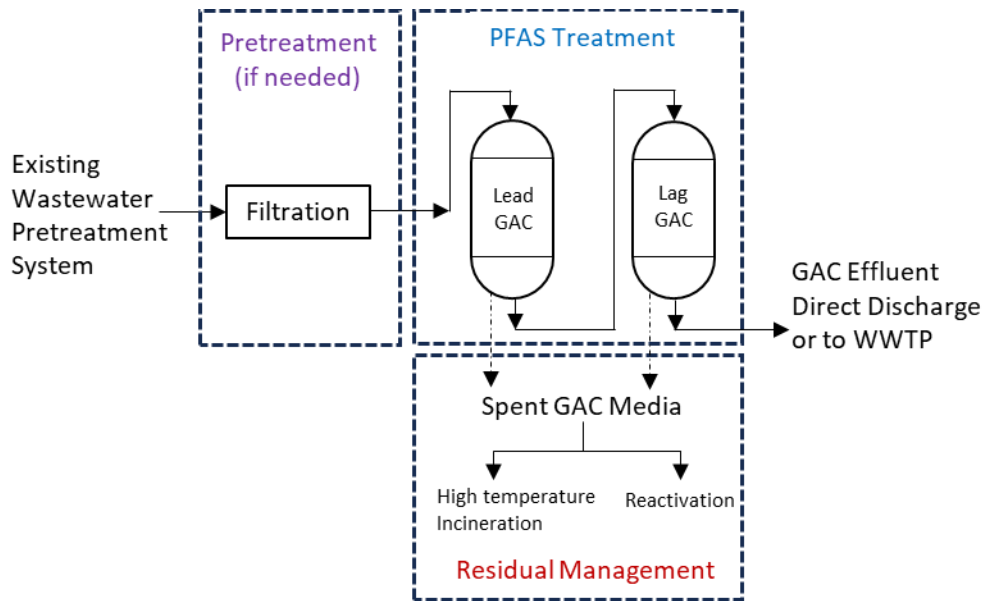 Pretreatment
(if needed)
PFAS Treatment
Existing
Wastewater
Pretreatment
System
Filtration
Lead
GAC
Lag
GAC
GAC Effluent
Direct Discharge
or to WWTP
Spent GAC Media
High temperature
Incineration
Reactivation
Residual Management